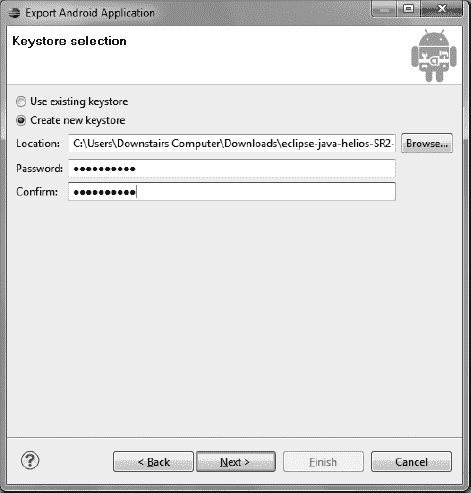 Export Android Application
Keystore selection
Use existing keystore
Create new keystore
Location: C:\Users\Downstairs Computer\Downloads\eclipse-java-helios-SR2- Browse...
Password: ●●●●●●●●●●
Confirm: ●●●●●●●●●●
? < Back Next > Finish Cancel